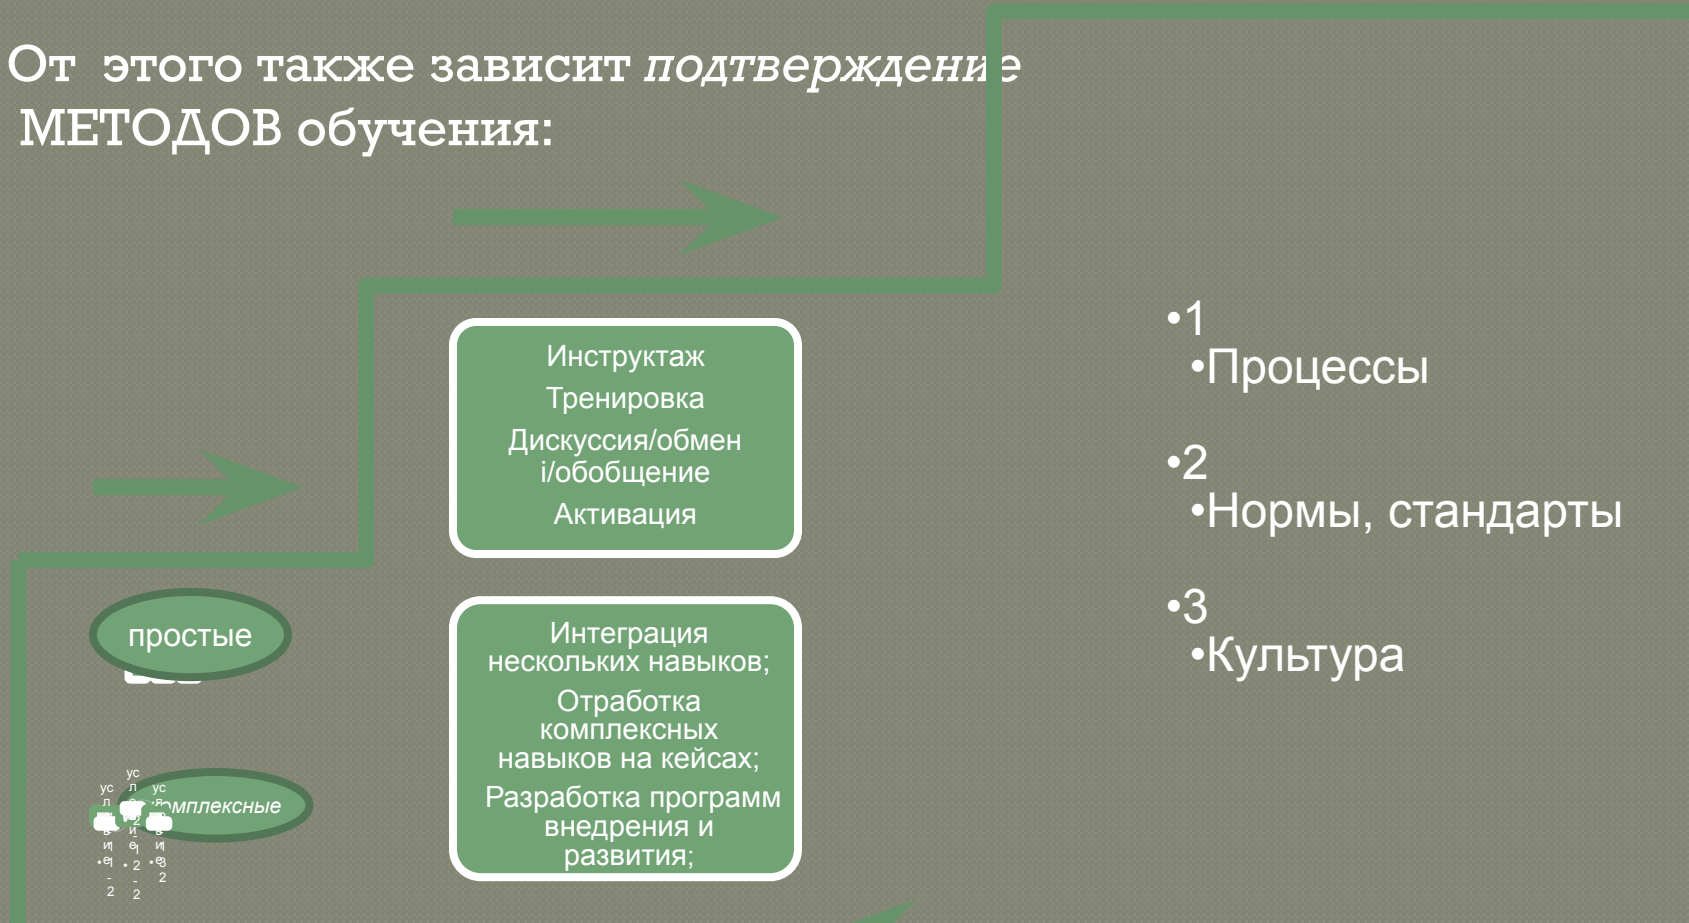 От этого также зависит подтверждение
МЕТОДОВ обучения:
Инструктаж
Тренировка
Дискуссия/обмен
і/обобщение
Активация
простые
Интеграция
нескольких навыков;
Отработка
комплексных
навыков на кейсах;
Разработка программ
внедрения и
развития;
•1
•Процессы
•2
•Нормы, стандарты
•3
•Культура